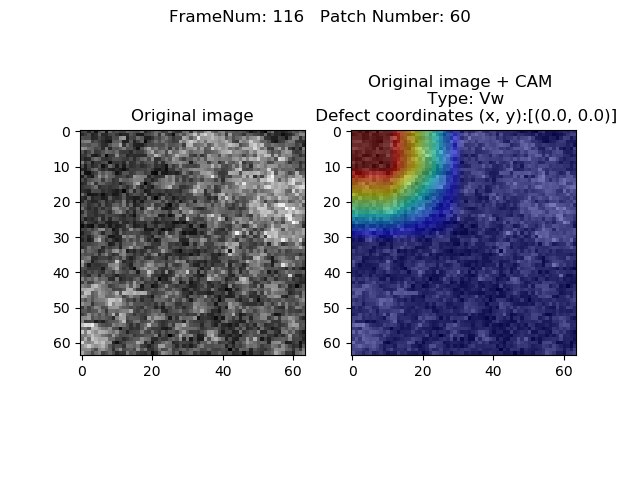 FrameNum: 116   Patch Number: 60
Original image
Original image + CAM
Type: Vw
Defect coordinates (x, y):[(0.0, 0.0)]
0
10
20
30
40
50
60
0 20 40 60
0
10
20
30
40
50
60
0 20 40 60